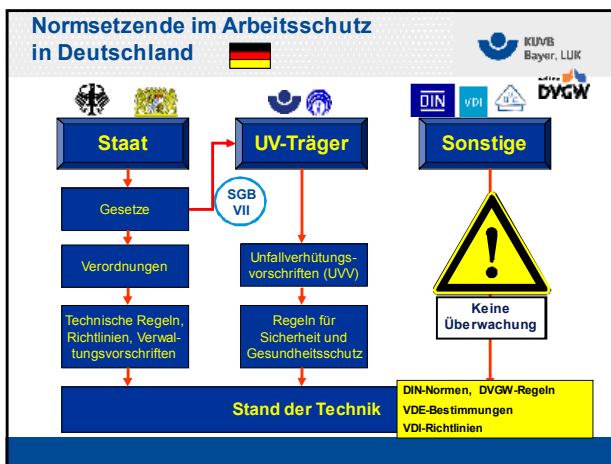 Normsetzende im Arbeitsschutz
in Deutschland
KUVB
Bayer. LUK
DIN
VDI
DVGW
Staat
UV-Träger
Sonstige
SGB
VII
Gesetze
Verordnungen
Unfallverhütungs-
vorschriften (UVV)
!
Keine
Überwachung
Technische Regeln,
Richtlinien, Verwal-
tungsvorschriften
Regeln für
Sicherheit und
Gesundheitsschutz
Stand der Technik
DIN-Normen, DVGW-Regeln
VDE-Bestimmungen
VDI-Richtlinien